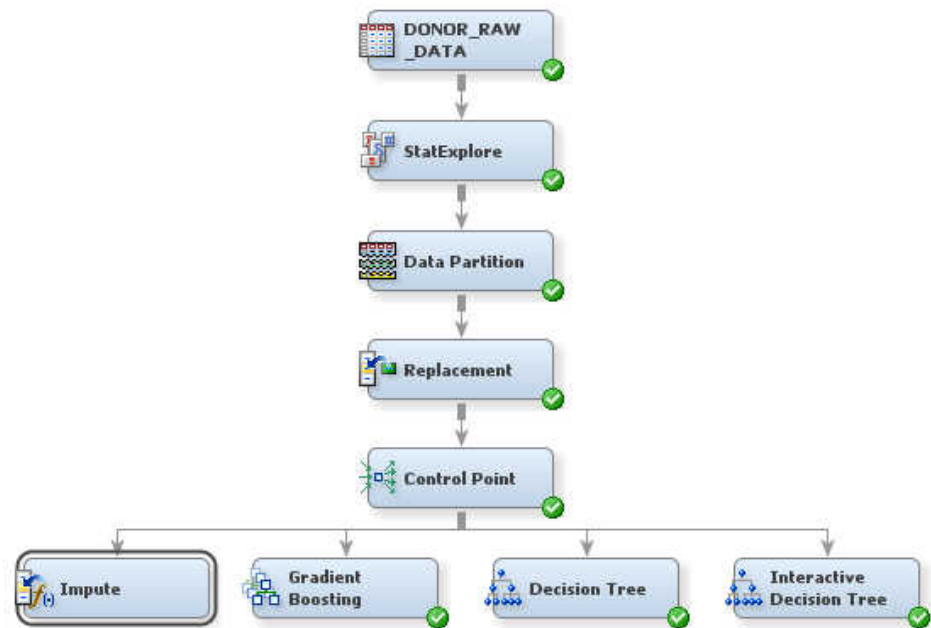 DONOR_RAW
_DATA
StatExplore
Data Partition
Replacement
Control Point
Impute
Gradient
Boosting
Decision Tree
Interactive
Decision Tree